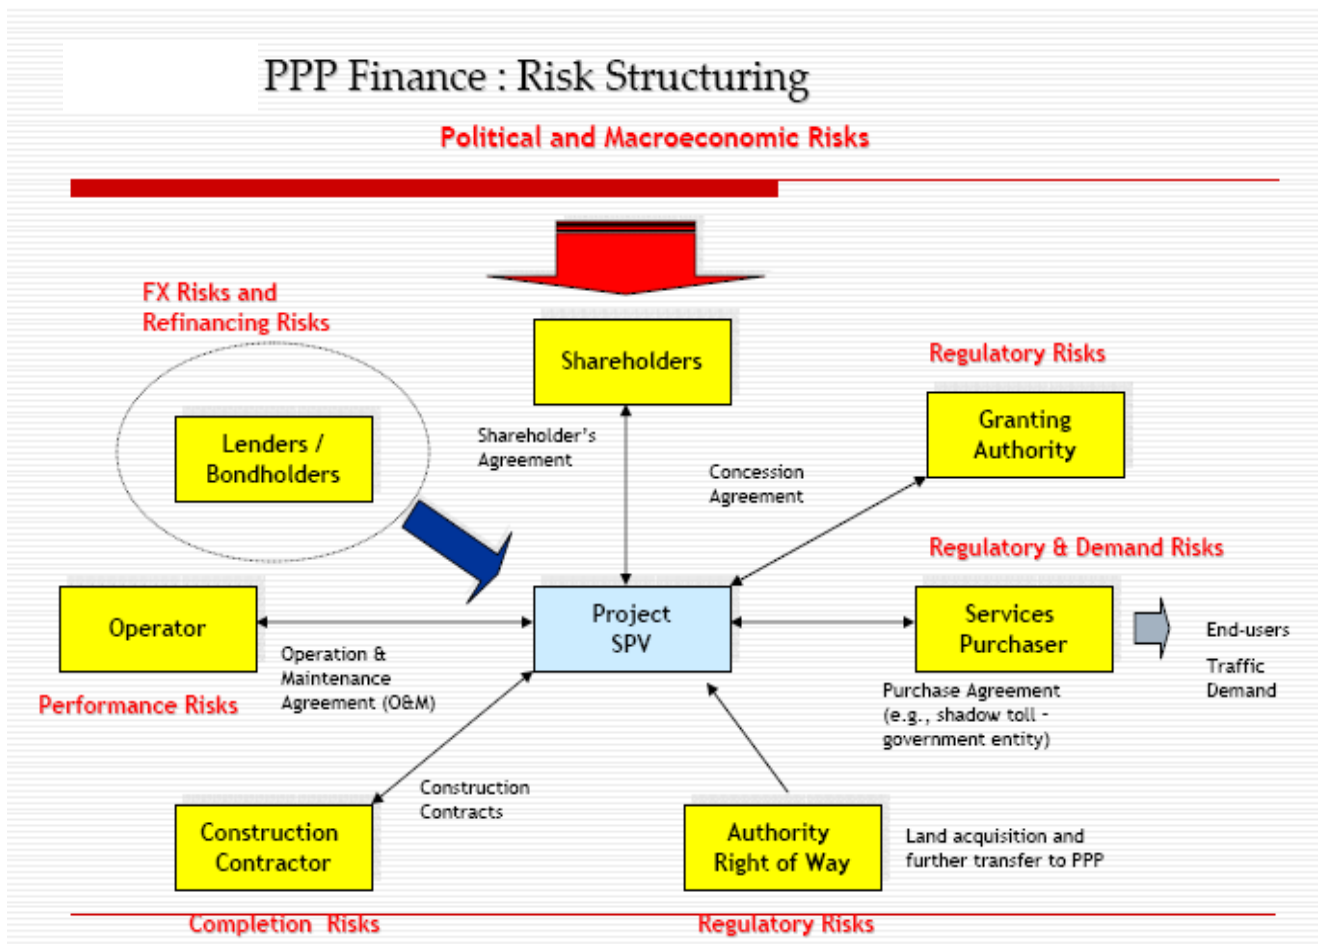 PPP Finance : Risk Structuring
Political and Macroeconomic Risks
FX Risks and
Refinancing Risks
Shareholders
Regulatory Risks
Granting
Authority
Lenders /
Bondholders
Shareholder's
Agreement
Concession
Agreement
Regulatory & Demand Risks
Operator
Project
SPV
Services
Purchaser
End-users
Traffic
Demand
Operation &
Maintenance
Agreement (O&M)
Performance Risks
Purchase Agreement
(e.g., shadow toll –
government entity)
Construction
Contracts
Construction
Contractor
Authority
Right of Way
Land acquisition and
further transfer to PPP
Completion Risks
Regulatory Risks